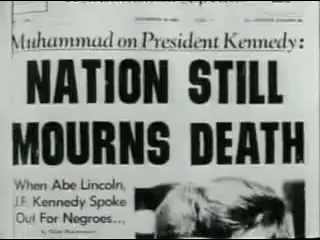 Muhammad on President Kennedy:
NATION STILL
MOURNS DEATH
When Abe Lincoln,
J.F. Kennedy Spoke
Out For Negroes...,